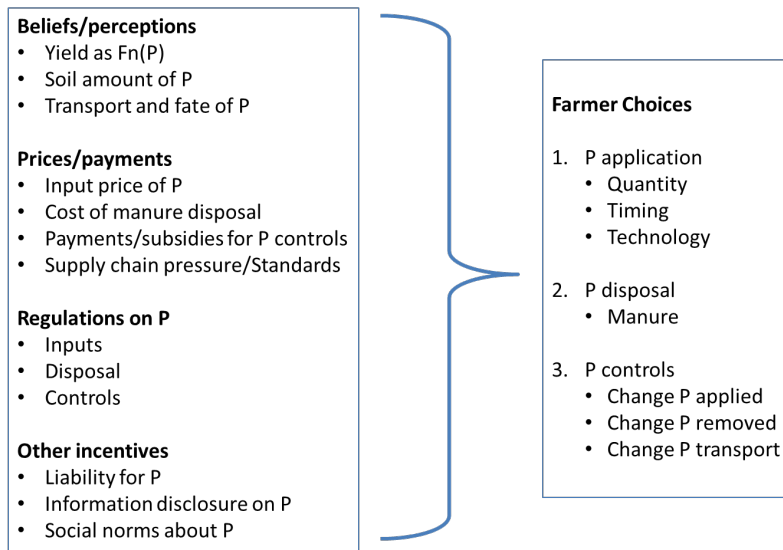 Beliefs/perceptions
• Yield as Fn(P)
• Soil amount of P
• Transport and fate of P
Prices/payments
• Input price of P
• Cost of manure disposal
• Payments/subsidies for P controls
• Supply chain pressure/Standards
Regulations on P
• Inputs
• Disposal
• Controls
Other incentives
• Liability for P
• Information disclosure on P
• Social norms about P
Farmer Choices
1. P application
• Quantity
• Timing
• Technology
2. P disposal
• Manure
3. P controls
• Change P applied
• Change P removed
• Change P transport